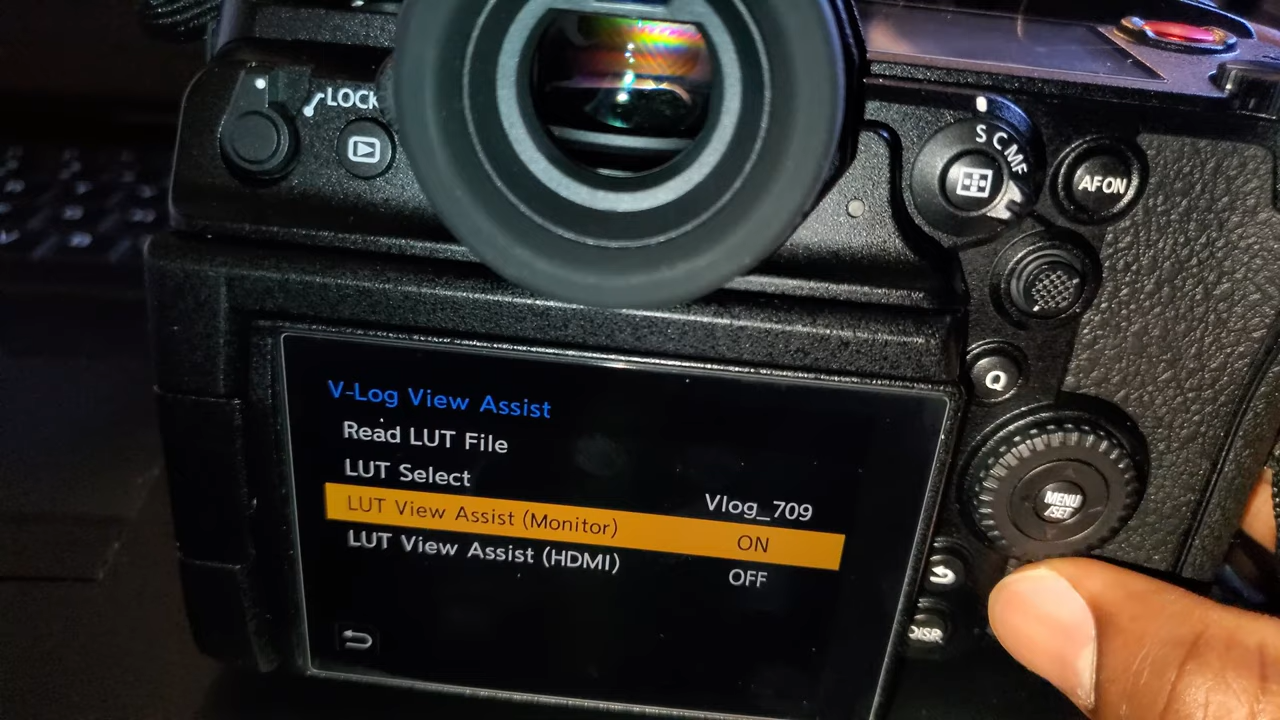 LOCK
S C M F
AF ON
Q
V-Log View Assist
Read LUT File
LUT Select Vlog_709
LUT View Assist (Monitor) ON
LUT View Assist (HDMI) OFF
MENU
/SET
DISP.